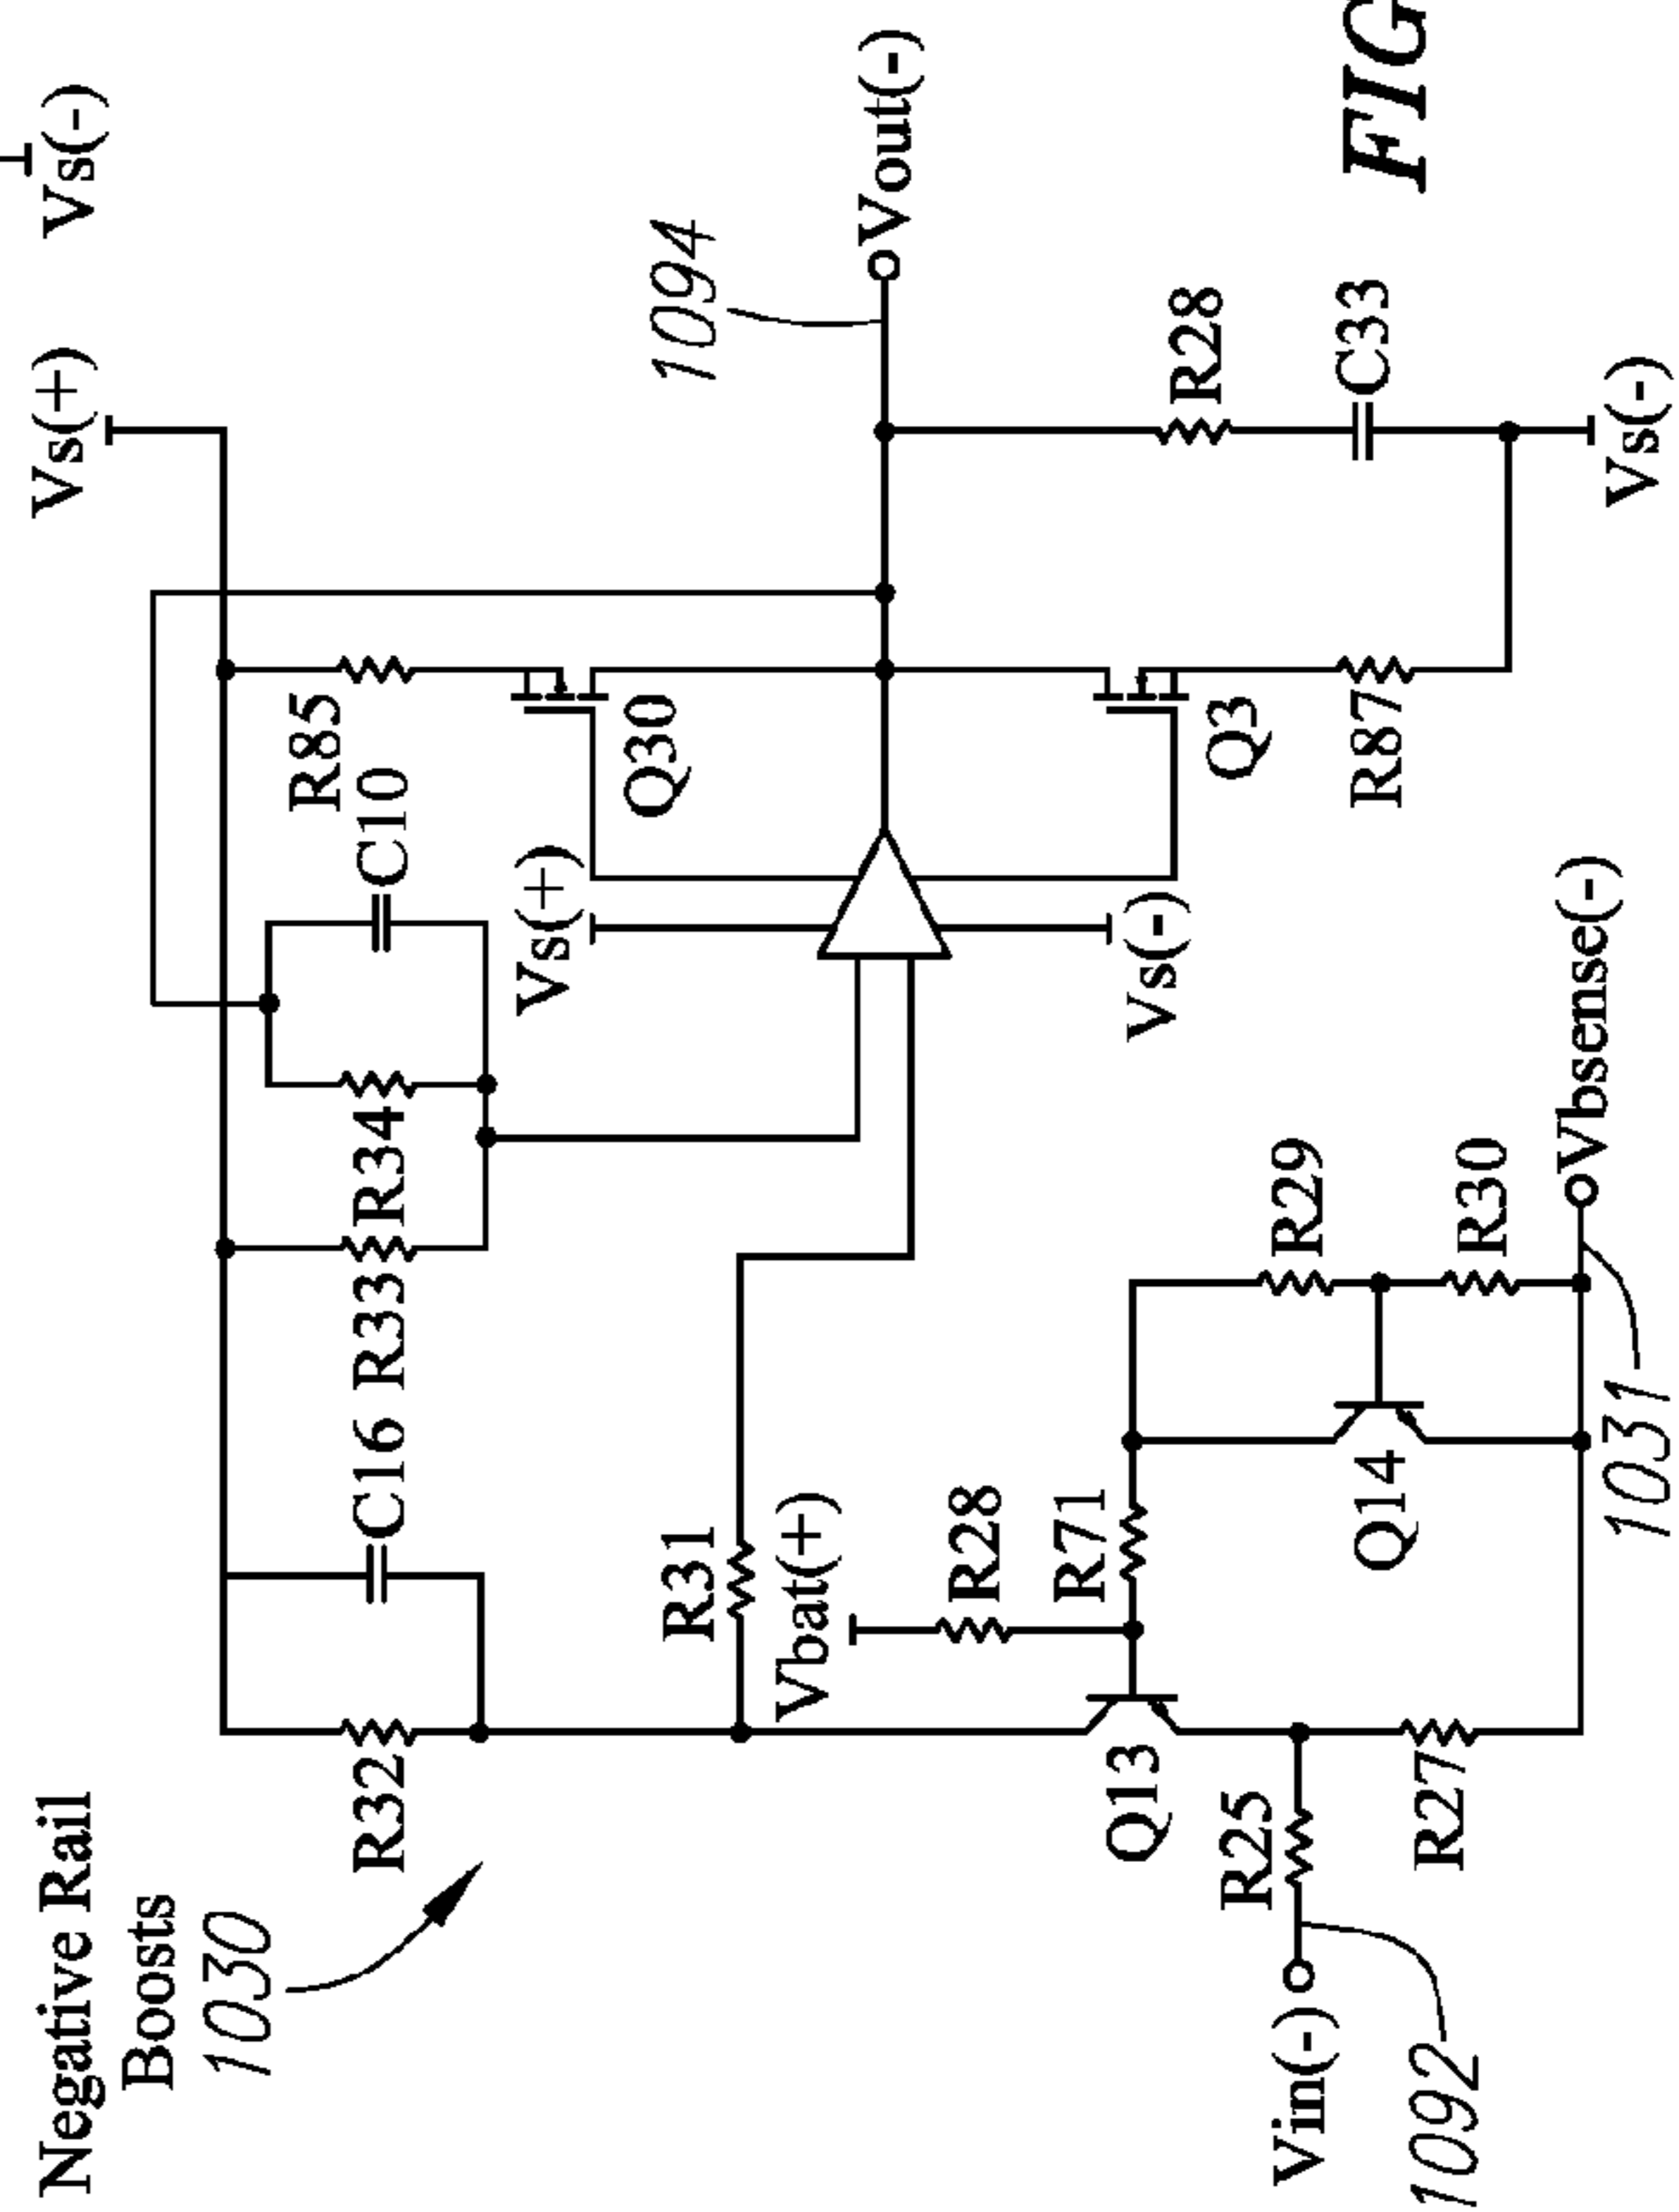 Negative Rail
Boosts
1030
Vs(+)
Vs(-)
R32
C16
R33
R34
C10
R85
Vs(+)
Q30
1094
Vout(-)
R31
Vbat(+)
R28
R71
Vs(-)
Q3
R28
Q13
R29
R25
R27
Q14
R30
R87
C33
Vin(-)
1092
Vbsense(-)
1031
Vs(-)
FIG